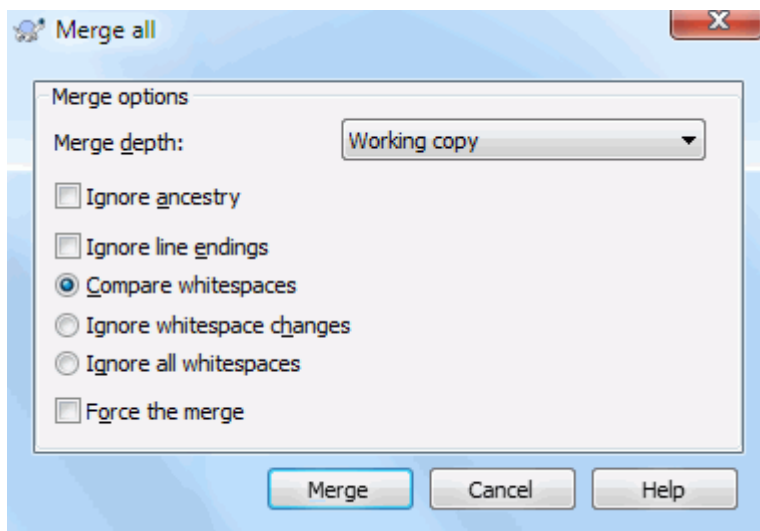 Merge all
Merge options
Merge depth: Working copy
Ignore ancestry
Ignore line endings
Compare whitespaces
Ignore whitespace changes
Ignore all whitespaces
Force the merge
Merge Cancel Help